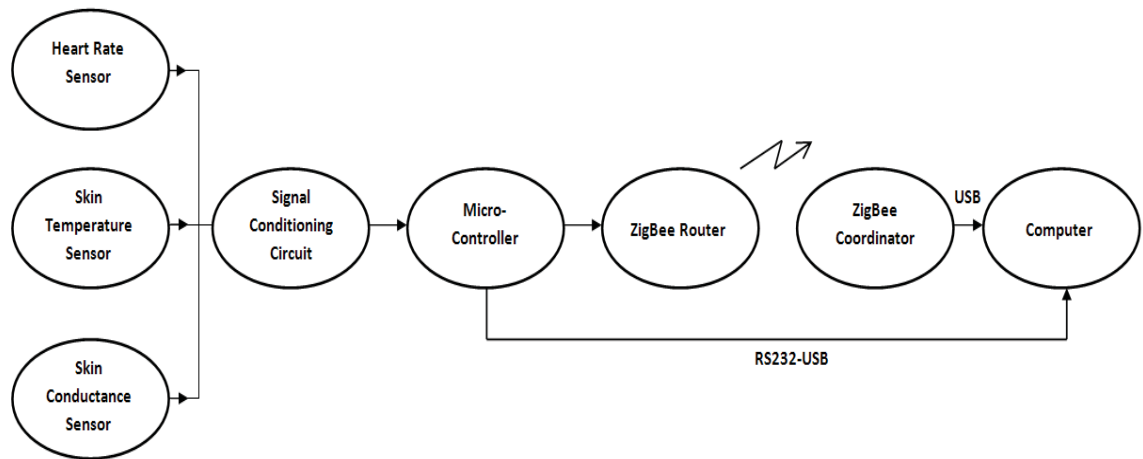 Heart Rate
Sensor
Skin
Temperature
Sensor
Skin
Conductance
Sensor
Signal
Conditioning
Circuit
Micro-
Controller
ZigBee Router
ZigBee
Coordinator
USB
Computer
RS232-USB